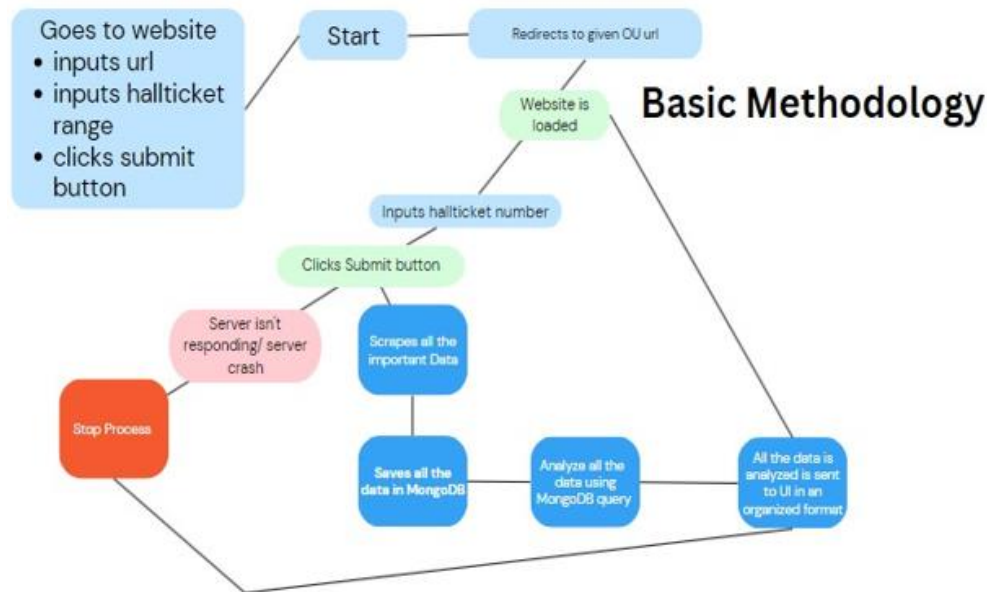 Goes to website
• inputs url
• inputs hallticket
range
• clicks submit
button
Start
Redirects to given OU url
Website is
loaded
Basic Methodology
Inputs hallticket number
Clicks Submit button
Server isn't
responding/ server
crash
Scrapes all the
important Data
Stop Process
Saves all the
data in MongoDB
Analyze all the
data using
MongoDB query
All the data is
analyzed is sent
to UI in an
organized format